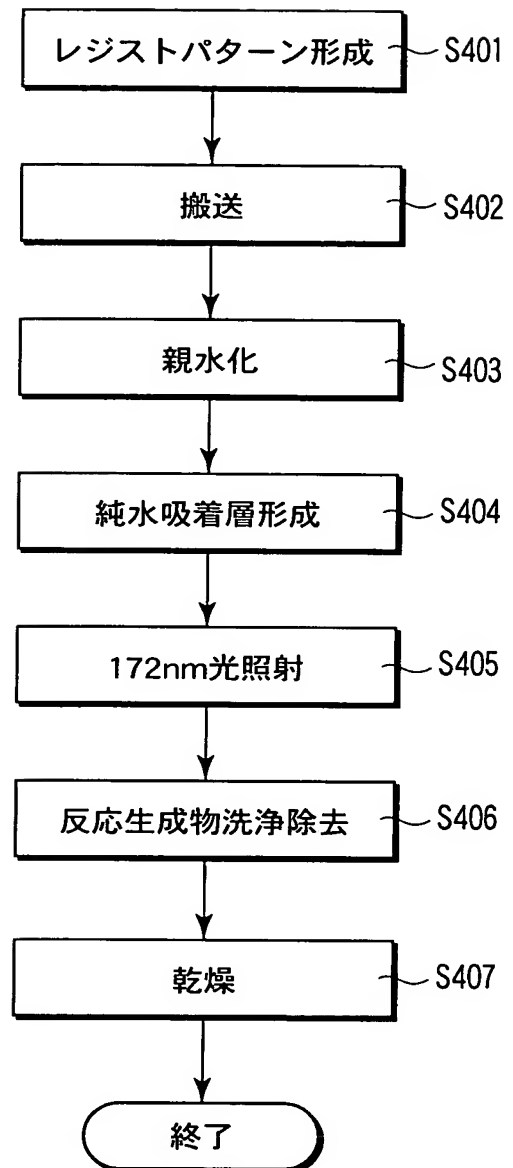 レジストパターン形成 S401
搬送 S402
親水化 S403
純水吸着層形成 S404
172nm光照射 S405
反応生成物洗浄除去 S406
乾燥 S407
終了